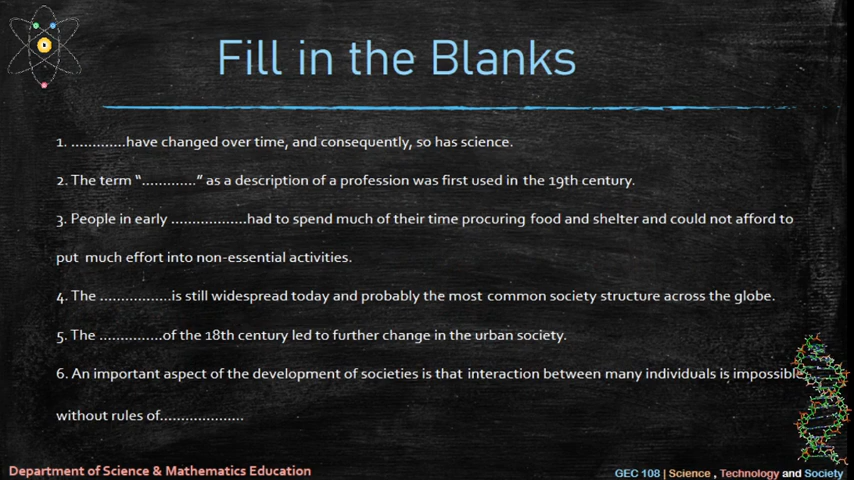 Fill in the Blanks
1. .............have changed over time, and consequently, so has science.
2. The term “.............” as a description of a profession was first used in the 19th century.
3. People in early ..................had to spend much of their time procuring food and shelter and could not afford to
put much effort into non-essential activities.
4. The .................is still widespread today and probably the most common society structure across the globe.
5. The ...............of the 18th century led to further change in the urban society.
6. An important aspect of the development of societies is that interaction between many individuals is impossible
without rules of....................
Department of Science & Mathematics Education
GEC 108 | Science , Technology and Society